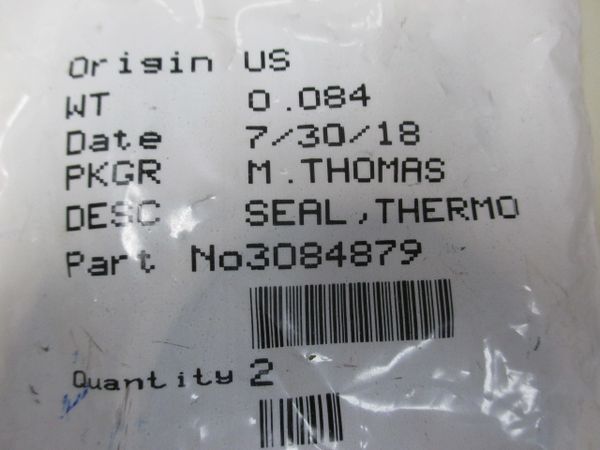 Origin US
WT 0.084
Date 7/30/18
PKGR M.THOMAS
DESC SEAL,THERMO
Part No3084879
Quantity 2